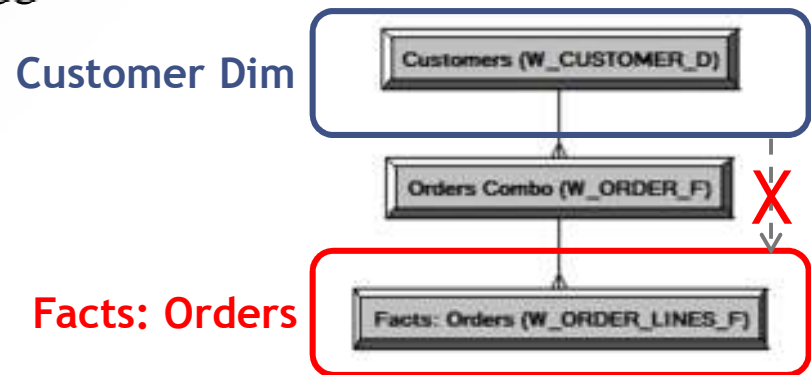 Customer Dim
Customers (W_CUSTOMER_D)
Orders Combo (W_ORDER_F)
X
Facts: Orders
Facts: Orders (W_ORDER_LINES_F)